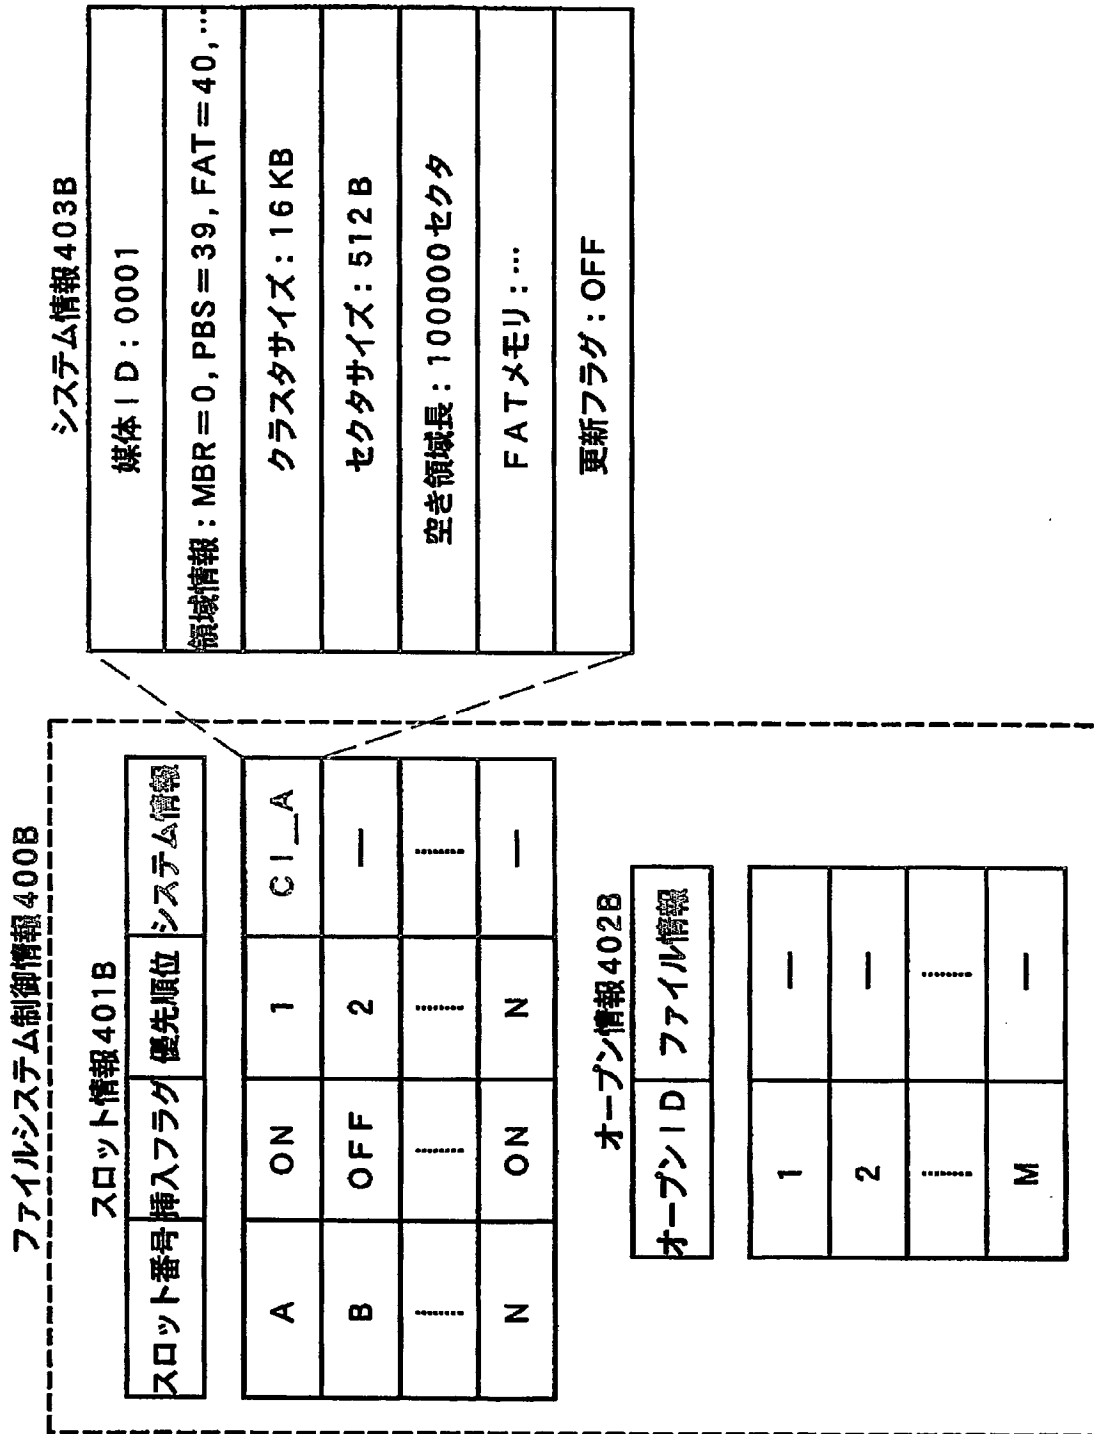 ファイルシステム制御情報400B
スロット情報401B
スロット番号 挿入フラグ 優先順位 システム情報
A ON 1 CI_A
B OFF 2 —
……… ……… ……… ………
N ON N —
オープン情報402B
オープンID ファイル情報
1 —
2 —
……… ………
M —
システム情報403B
媒体ID:0001
領域情報:MBR=0,PBS=39,FAT=40,…
クラスタサイズ:16KB
セクタサイズ:512B
空き領域長:100000セクタ
FATメモリ:…
更新フラグ:OFF